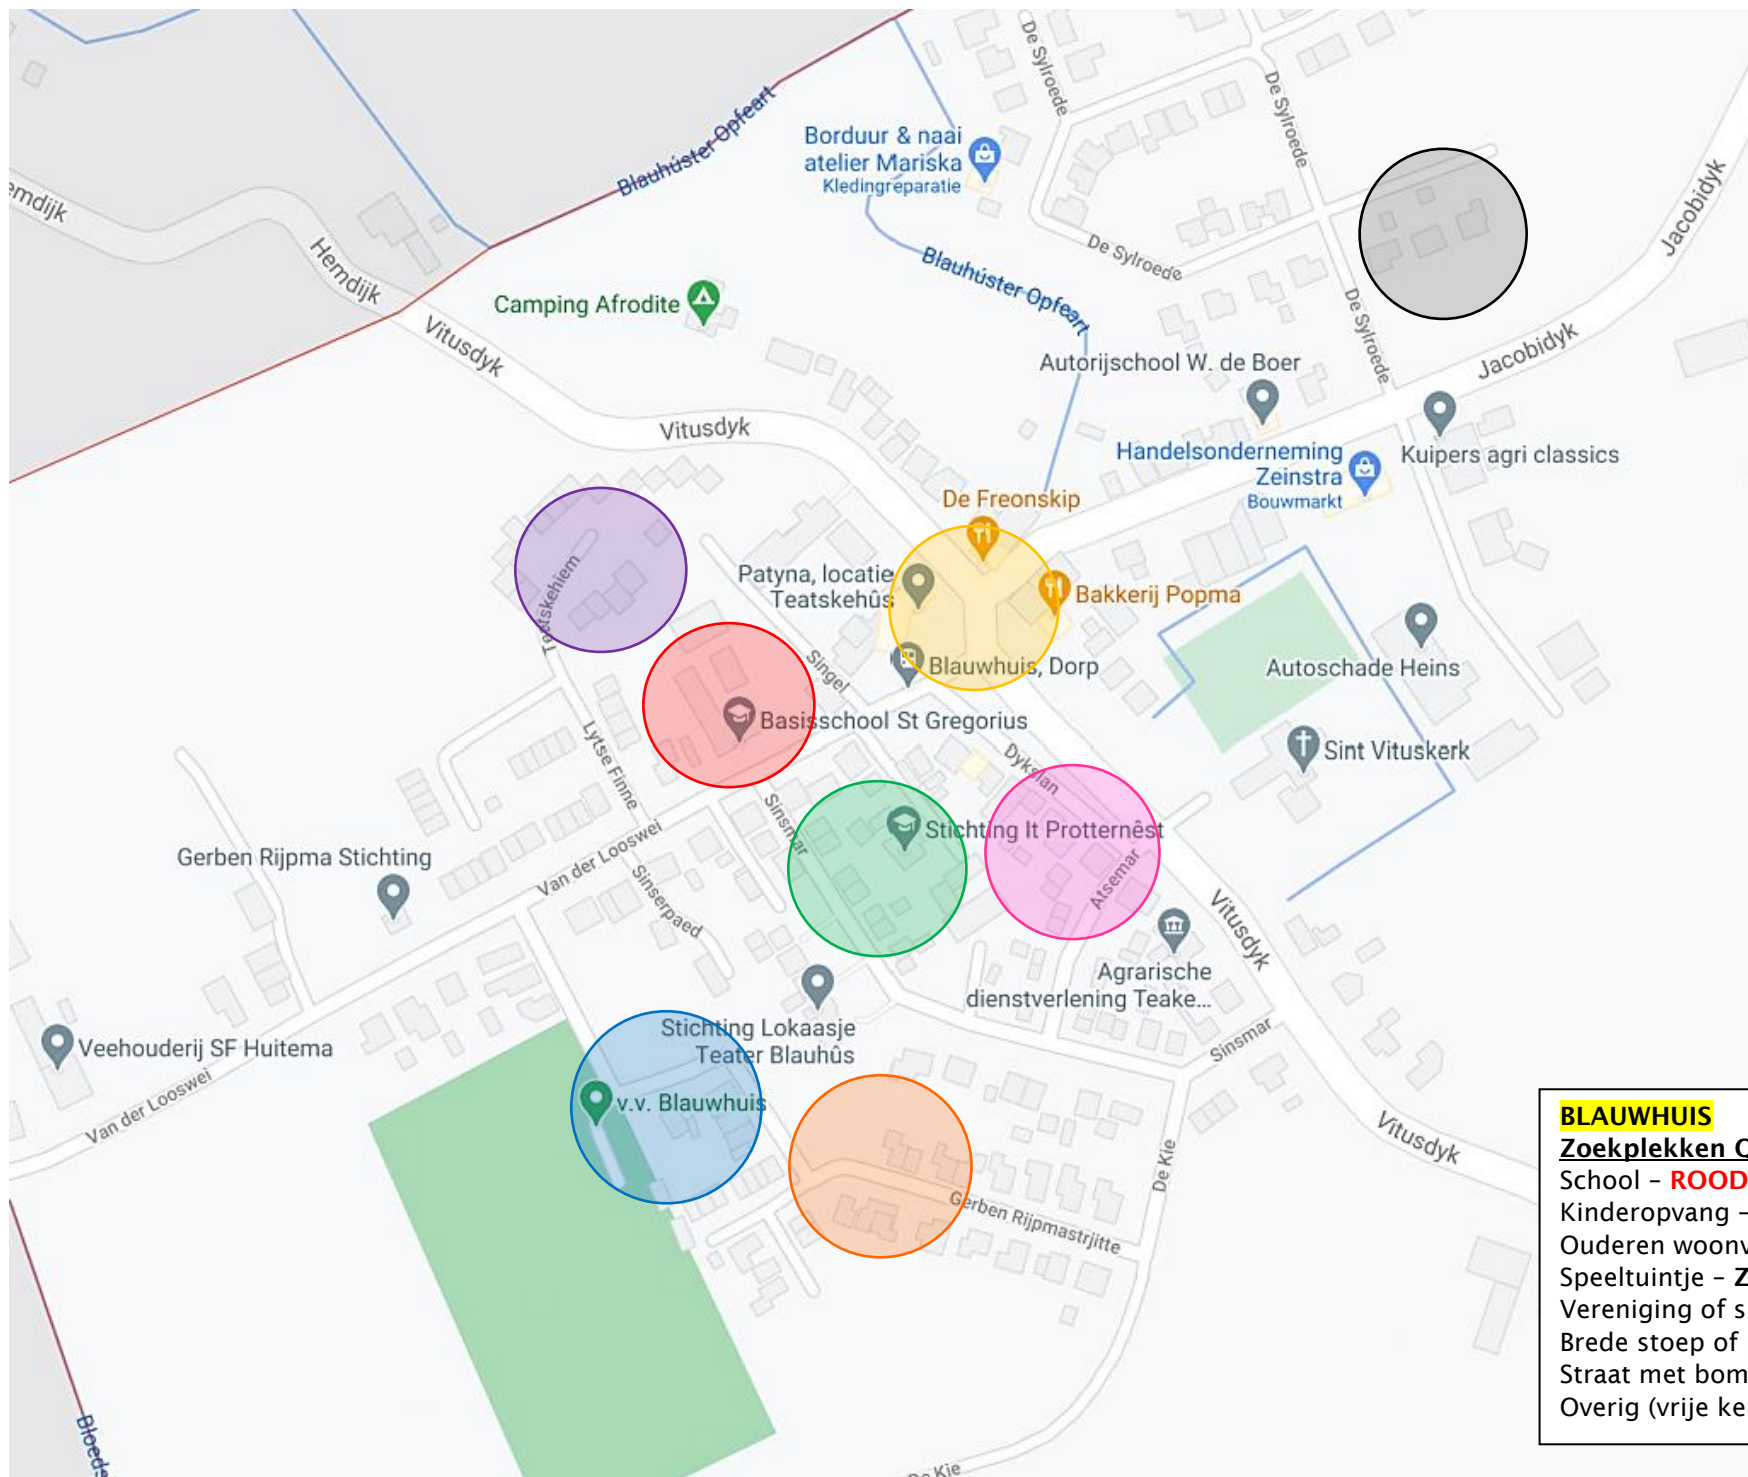 De Sylroede
De Sylroede
Blauhúster Opfeart
Borduur & naai
atelier Mariska
Kledingreparatie
Jacobidyk
Hemdijk
De Sylroede
Blauhúster Opfeart
Camping Afrodite
De Sylroede
Vitusdyk
Jacobidyk
Autorijschool W. de Boer
Vitusdyk
Handelsonderneming
Zeinstra
Bouwmarkt
Kuipers agri classics
De Freonskip
Patyna, locatie
Teatskehûs
Bakkerij Popma
Singel
Blauwhuis, Dorp
Autoschade Heins
Basisschool St Gregorius
Lytse Finne
Dykslan
Sint Vituskerk
Sinsmar
Stichting It Protternêst
Gerben Rijpma Stichting
Van der Looswei
Sinserpaed
Atsemar
Vitusdyk
Agrarische
dienstverlening Teake...
Stichting Lokaasje
Teater Blauhûs
Veehouderij SF Huitema
Sinsmar
Van der Looswei
v.v. Blauwhuis
De Kie
Vitusdyk
Gerben Rijpmastrjitte
De Kie
BLAUWHUIS
School – ROOD
Kinderopvang –
Ouderen
Speeltuintje –
Vereniging of
Brede stoep of
Straat met
Overig (vrije